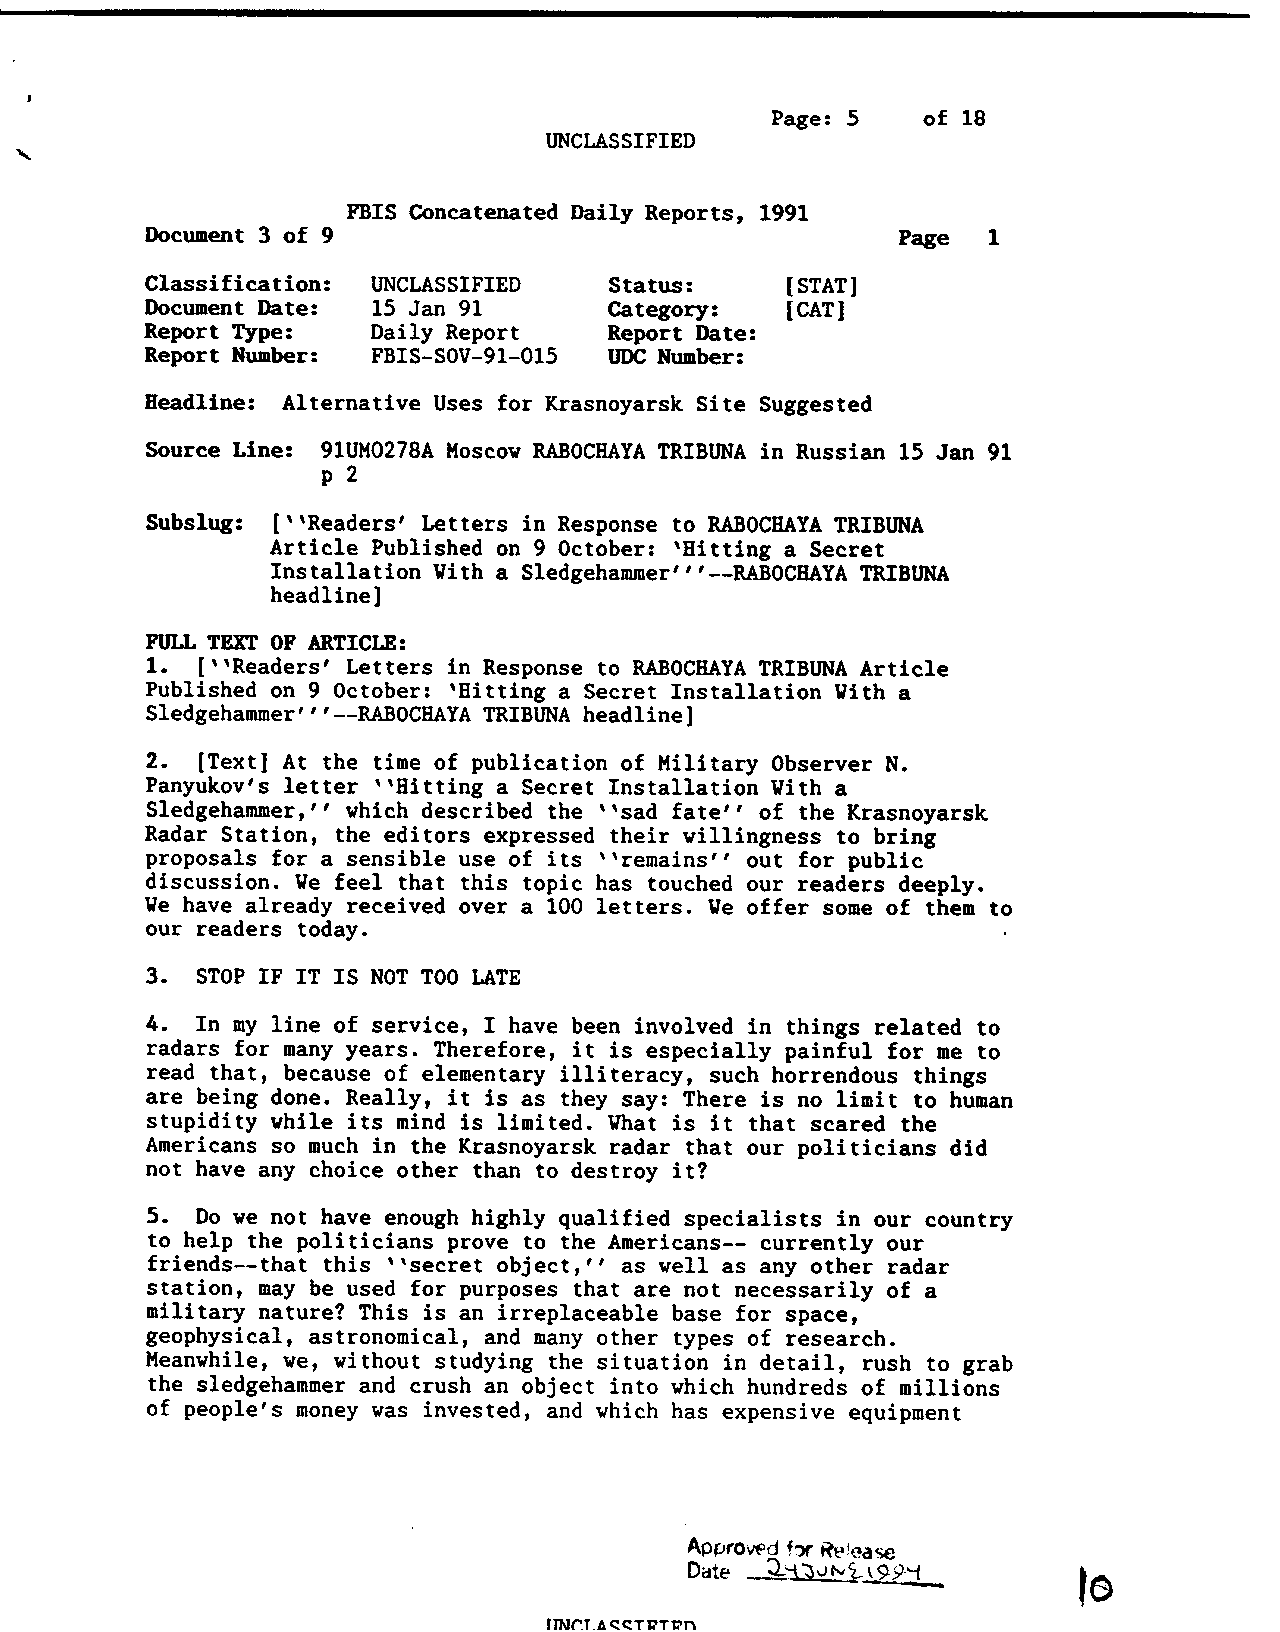 Page: 5 of 18
UNCLASSIFIED
FBIS Concatenated Daily Reports, 1991
Document 3 of 9 Page 1
Classification: UNCLASSIFIED Status: [STAT]
Document Date: 15 Jan 91 Category: [CAT]
Report Type: Daily Report Report Date:
Report Number: FBIS-SOV-91-015 UDC Number:
Headline: Alternative Uses for Krasnoyarsk Site Suggested
Source Line: 91UM0278A Moscow RABOCHAYA TRIBUNA in Russian 15 Jan 91
p 2
Subslug: [``Readers' Letters in Response to RABOCHAYA TRIBUNA
Article Published on 9 October: `Hitting a Secret
Installation With a Sledgehammer'''--RABOCHAYA TRIBUNA
headline]
FULL TEXT OF ARTICLE:
1. [``Readers' Letters in Response to RABOCHAYA TRIBUNA Article
Published on 9 October: `Hitting a Secret Installation With a
Sledgehammer'''--RABOCHAYA TRIBUNA headline]
2. [Text] At the time of publication of Military Observer N.
Panyukov's letter ``Hitting a Secret Installation With a
Sledgehammer,'' which described the ``sad fate'' of the Krasnoyarsk
Radar Station, the editors expressed their willingness to bring
proposals for a sensible use of its ``remains'' out for public
discussion. We feel that this topic has touched our readers deeply.
We have already received over a 100 letters. We offer some of them to
our readers today.
3. STOP IF IT IS NOT TOO LATE
4. In my line of service, I have been involved in things related to
radars for many years. Therefore, it is especially painful for me to
read that, because of elementary illiteracy, such horrendous things
are being done. Really, it is as they say: There is no limit to human
stupidity while its mind is limited. What is it that scared the
Americans so much in the Krasnoyarsk radar that our politicians did
not have any choice other than to destroy it?
5. Do we not have enough highly qualified specialists in our country
to help the politicians prove to the Americans-- currently our
friends--that this ``secret object,'' as well as any other radar
station, may be used for purposes that are not necessarily of a
military nature? This is an irreplaceable base for space,
geophysical, astronomical, and many other types of research.
Meanwhile, we, without studying the situation in detail, rush to grab
the sledgehammer and crush an object into which hundreds of millions
of people's money was invested, and which has expensive equipment
Approved for Release
Date 24 JUNE 1994
10
UNCLASSIFIED